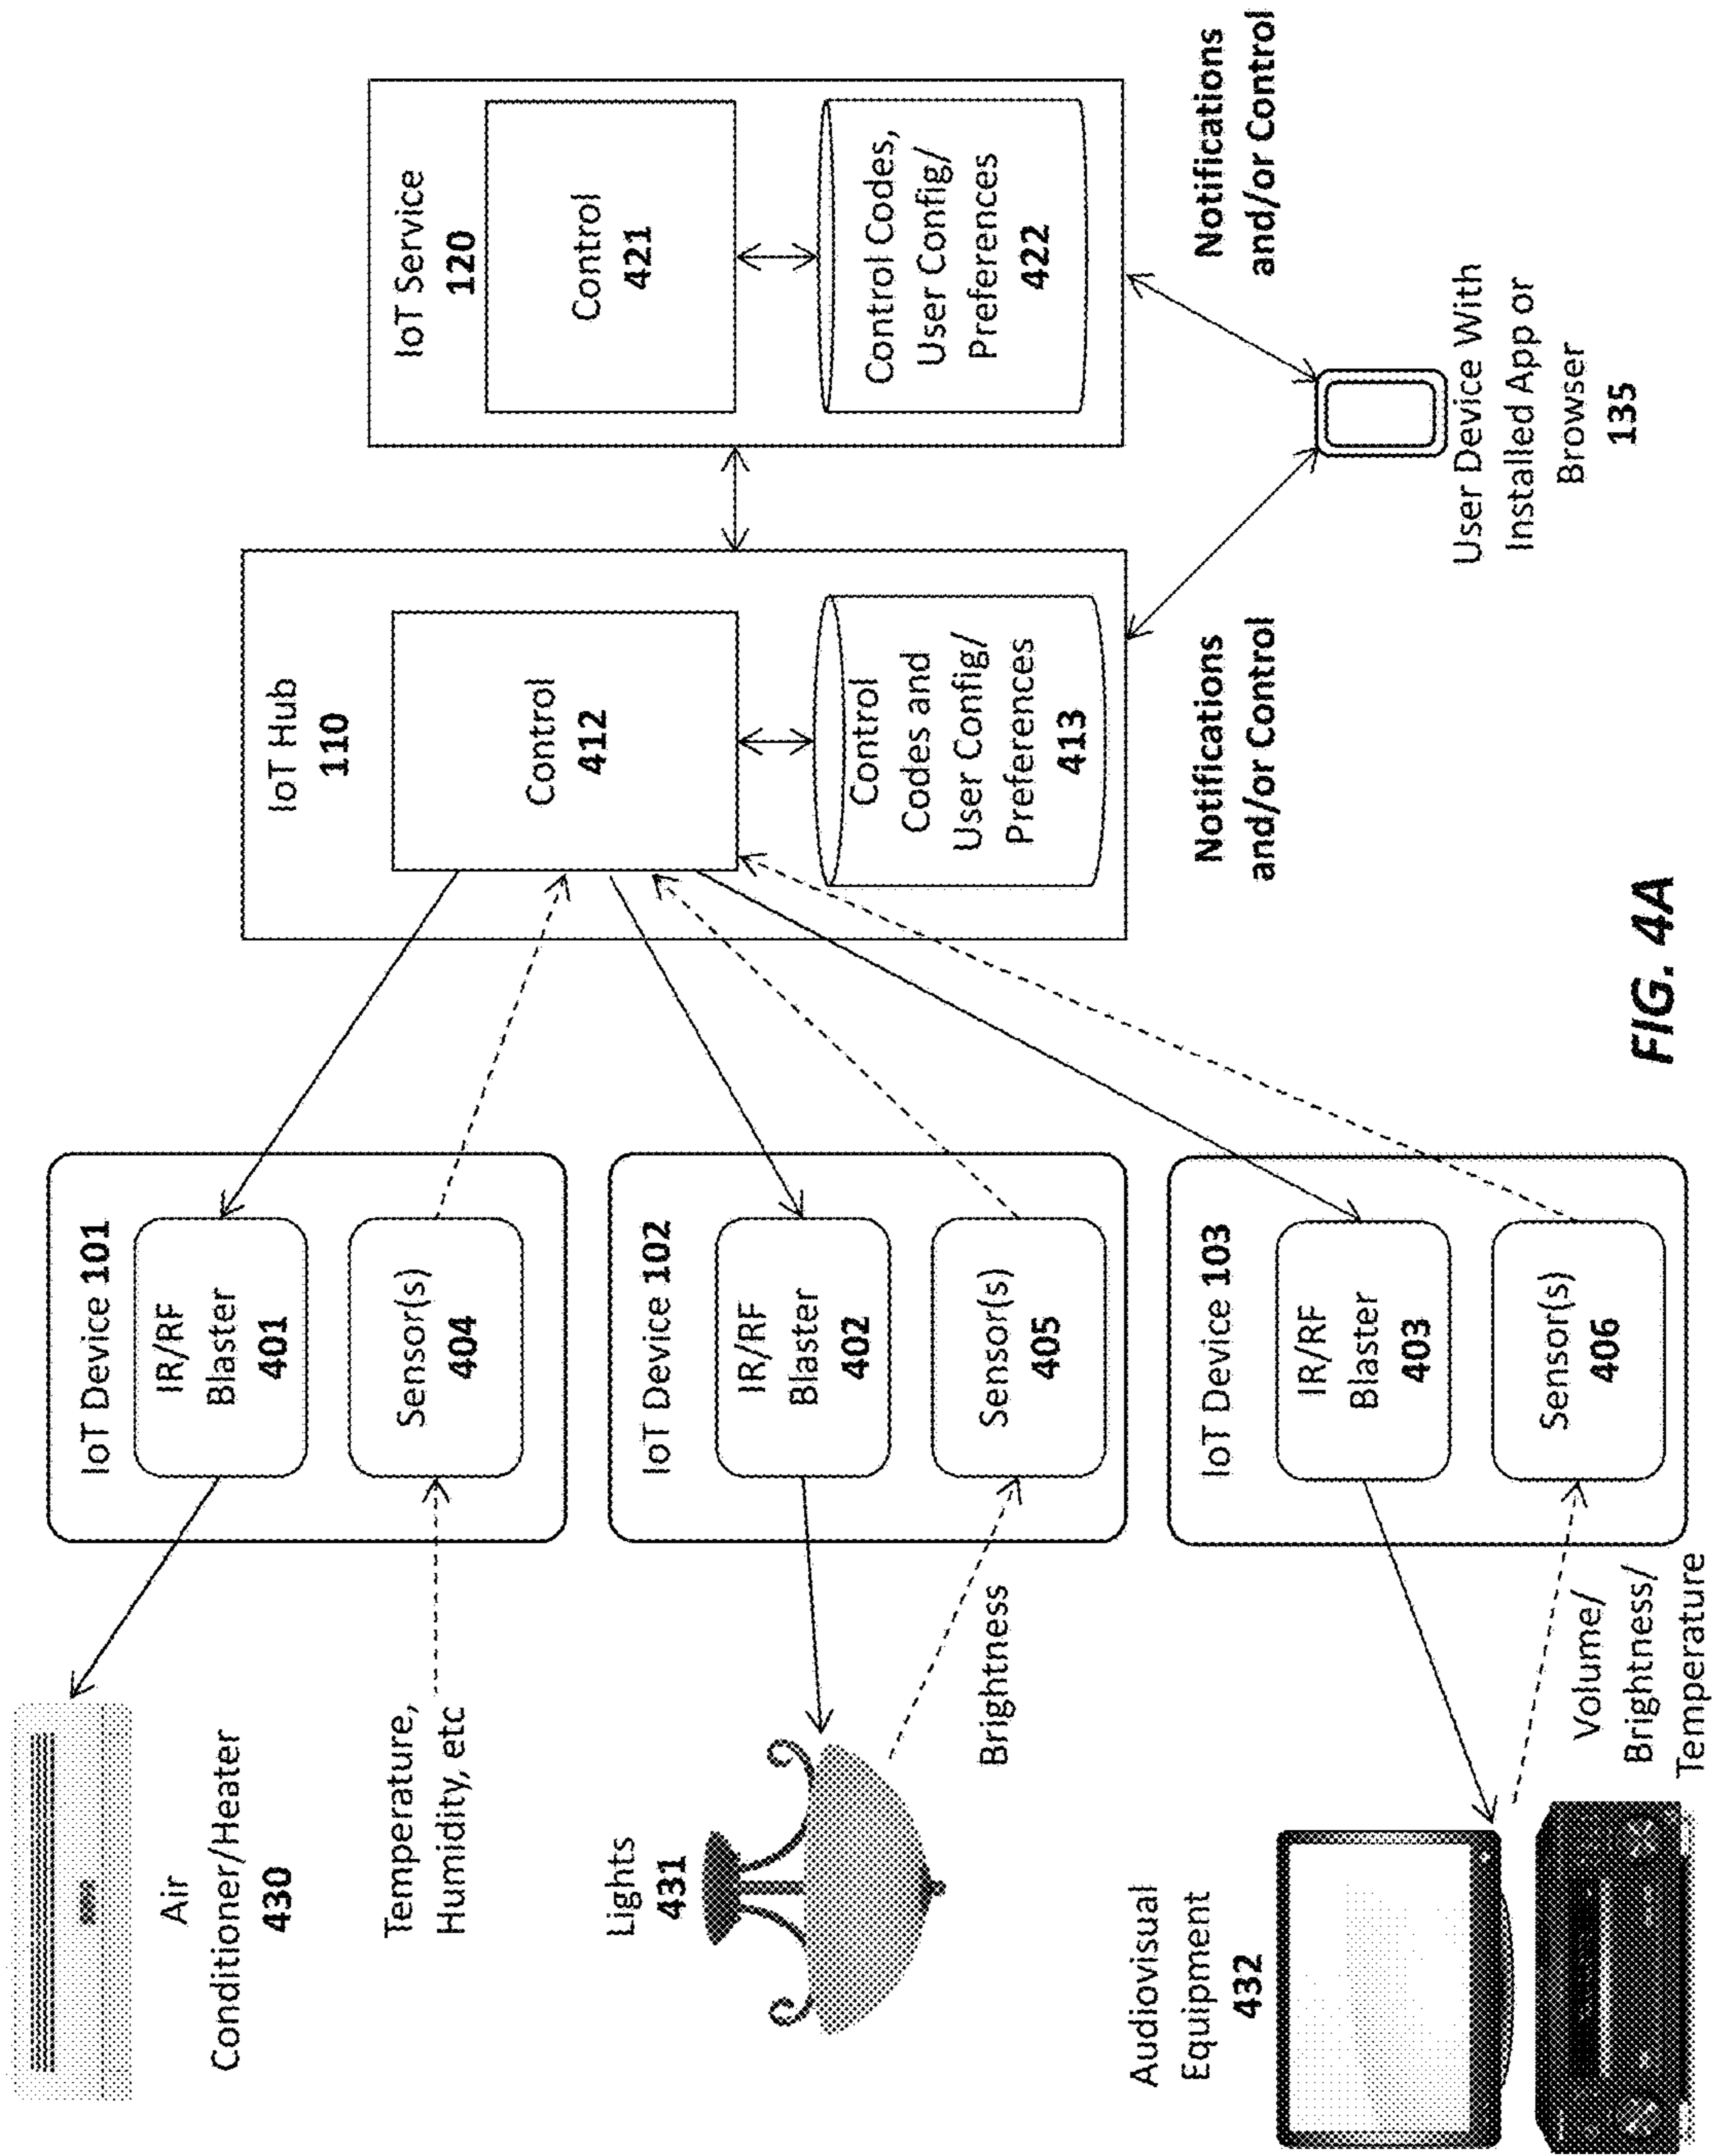 Air
Conditioner/Heater
430
Temperature,
Humidity, etc
Lights
431
Brightness
Audiovisual
Equipment
432
Volume/
Brightness/
Temperature
IoT Device 101
IR/RF
Blaster
401
Sensor(s)
404
IoT Device 102
IR/RF
Blaster
402
Sensor(s)
405
IoT Device 103
IR/RF
Blaster
403
Sensor(s)
406
IoT Hub
110
Control
412
Control
Codes and
User Config/
Preferences
413
Notifications
and/or Control
IoT Service
120
Control
421
Control Codes,
User Config/
Preferences
422
Notifications
and/or Control
User Device With
Installed App or
Browser
135
FIG. 4A